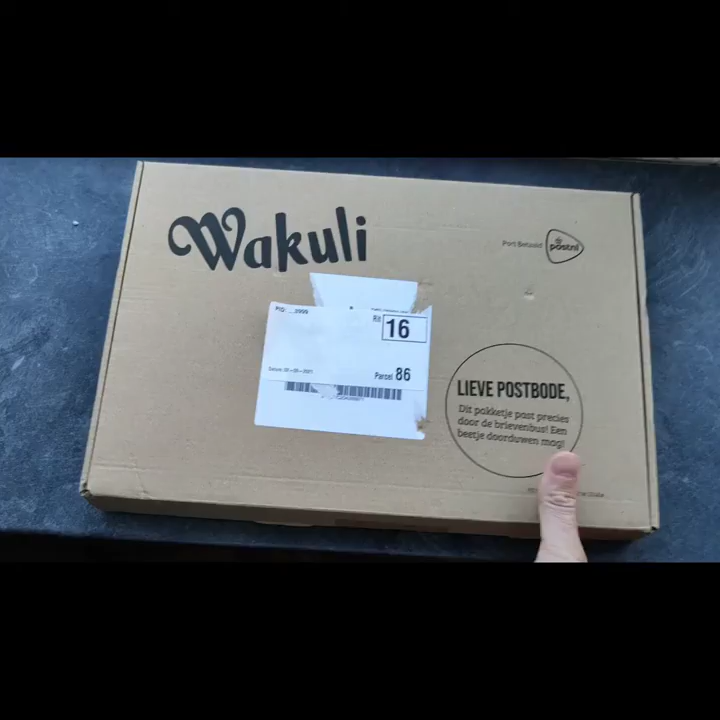 Wakuli
Port Betaald
postnl
Rit 16
Parcel 86
LIEVE POSTBODE,
Dit pakketje past precies
door de brievenbus! Een
beetje doorduwen mag!